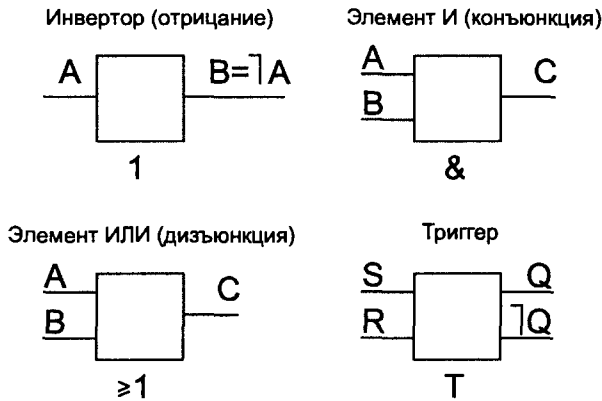 Инвертор (отрицание)
A
B=˥A
1
Элемент И (конъюнкция)
A
B
C
&
Элемент ИЛИ (дизъюнкция)
A
B
C
≥1
Триггер
S
R
Q
˥Q
T